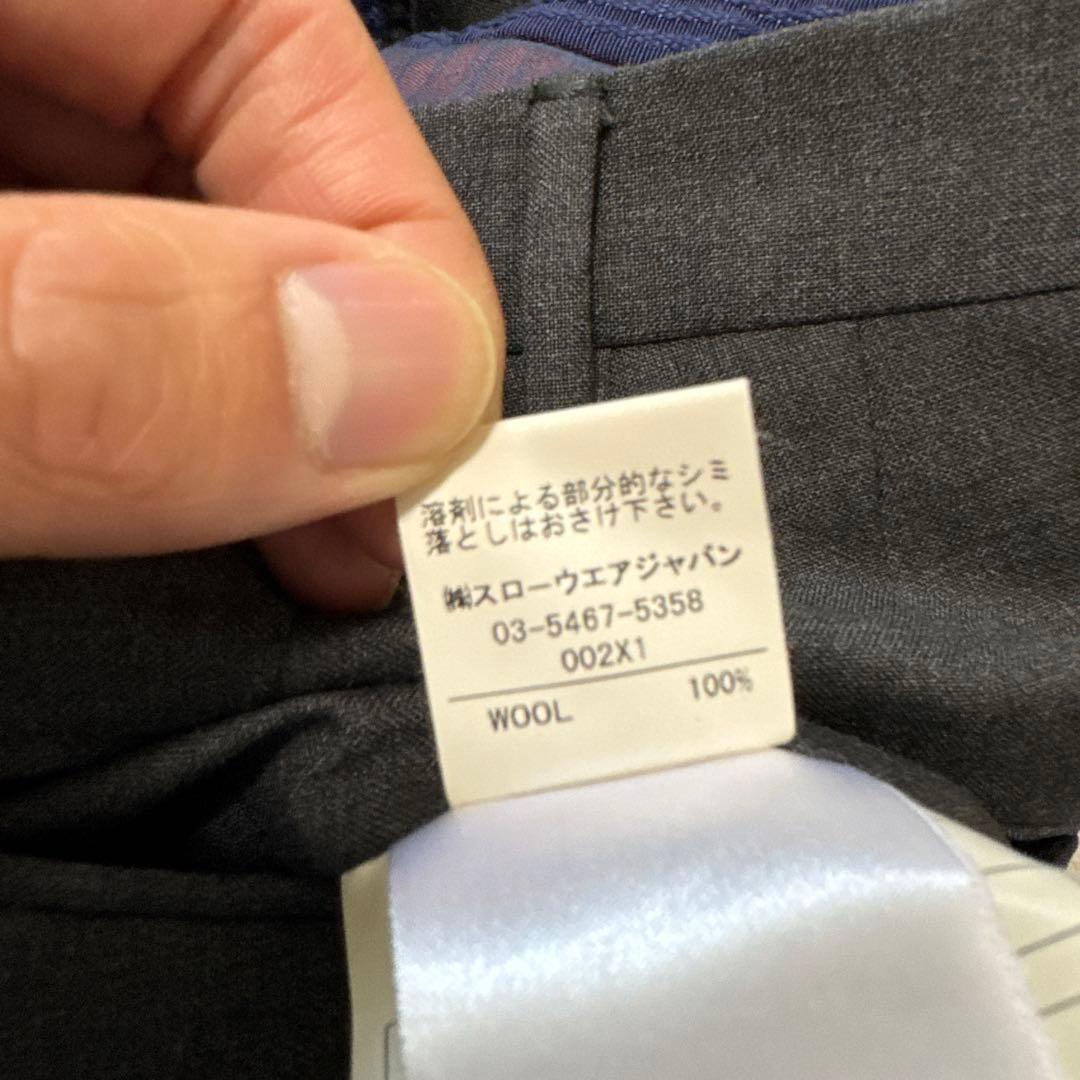 溶剤による部分的なシミ
落としはおさけ下さい。
㈱スローウエアジャパン
03-5467-5358
002X1
WOOL 100%